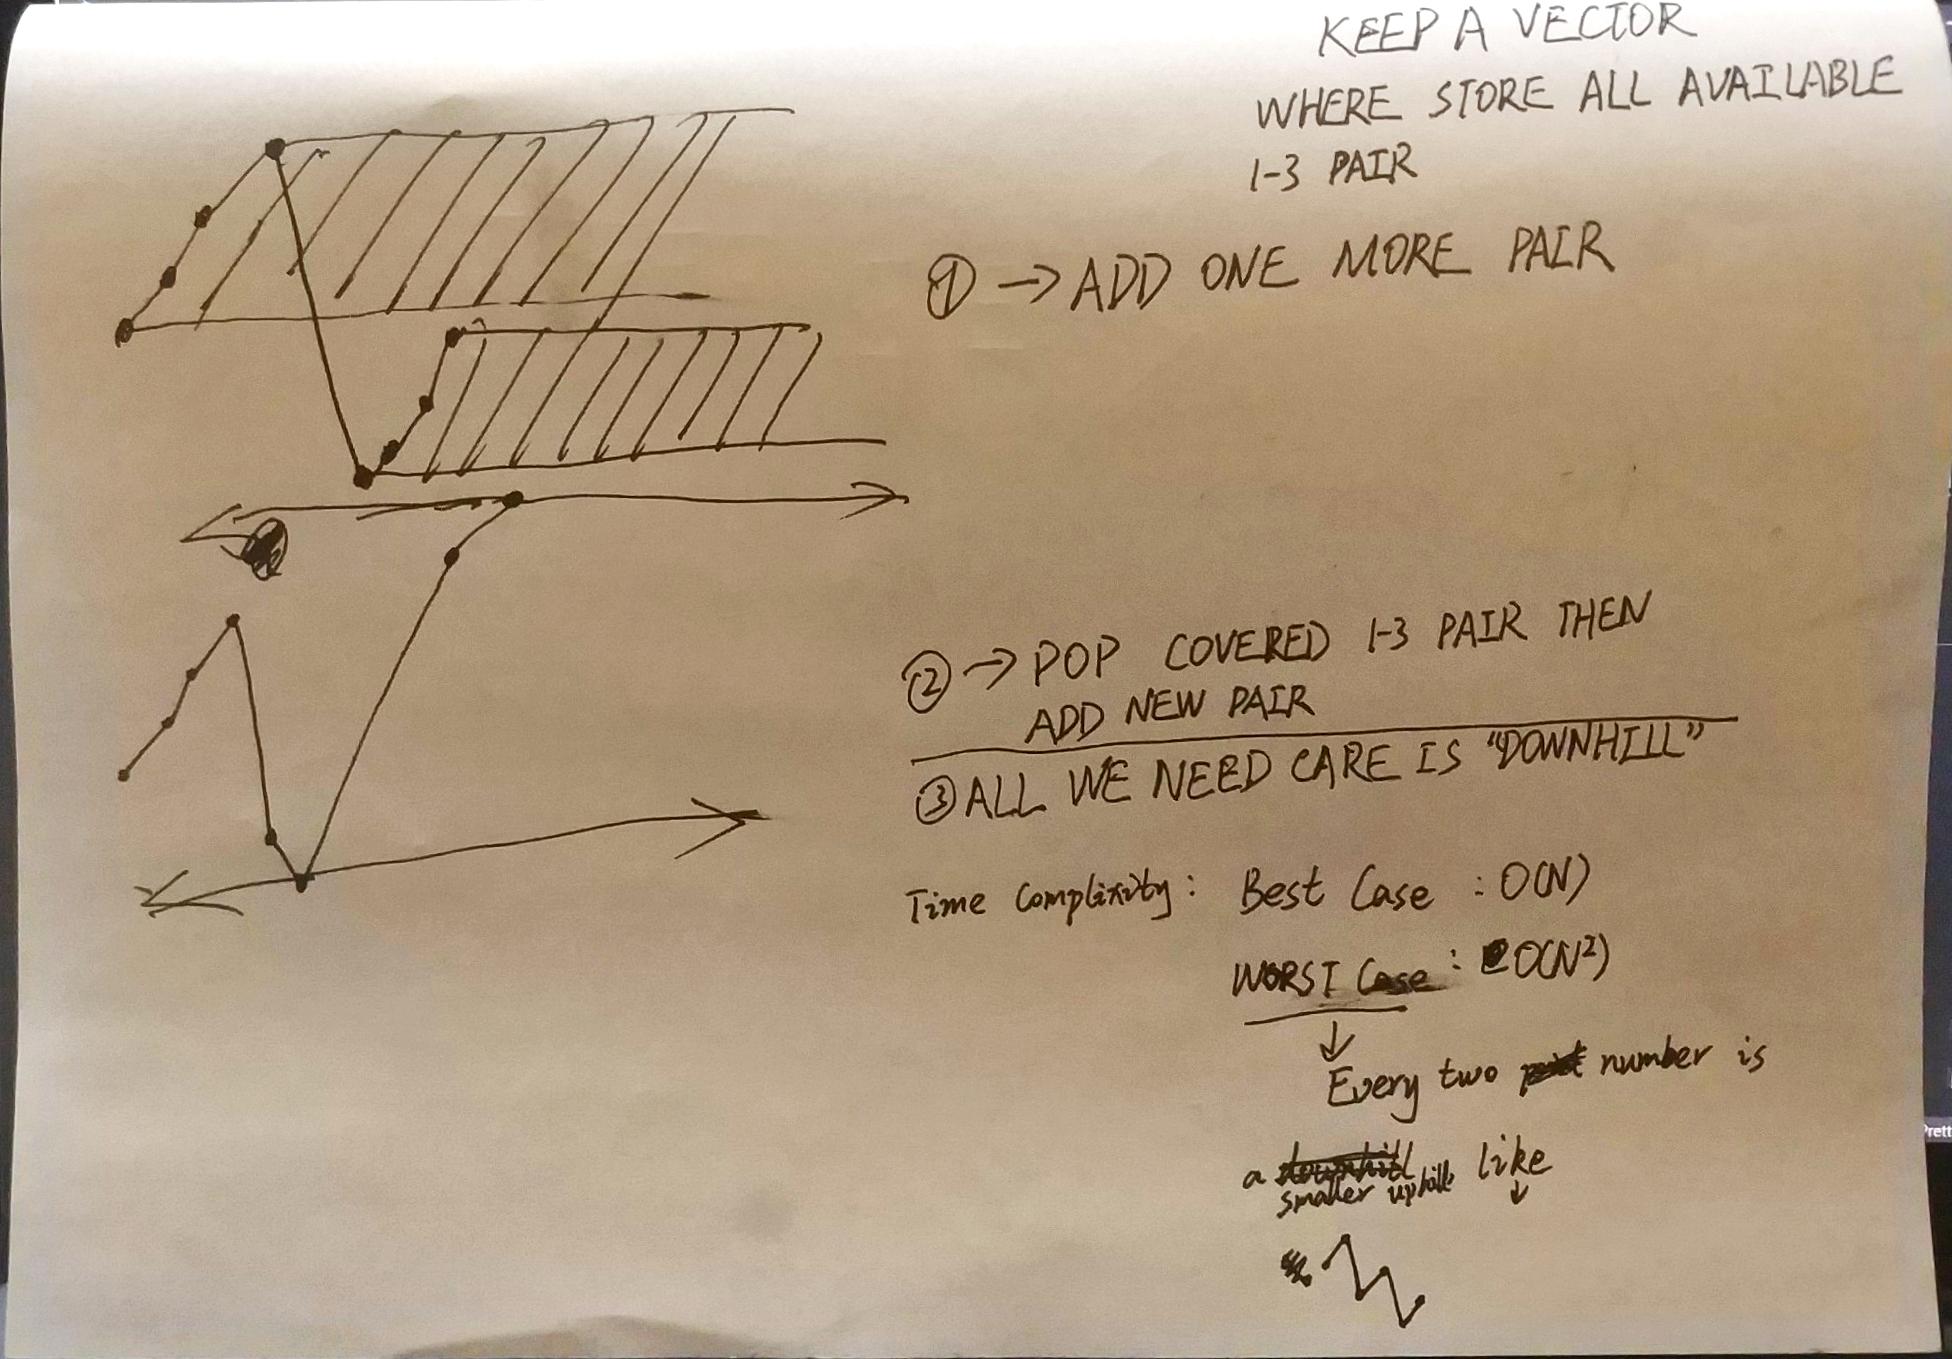 KEEP A VECTOR
WHERE STORE ALL AVAILABLE
1-3 PAIR
① → ADD ONE MORE PAIR
② → POP COVERED 1-3 PAIR THEN
ADD NEW PAIR
③ ALL WE NEED CARE IS "DOWNHILL"
Time Complixity: Best Case : O(N)
WORST Case : O(N²)
↓
Every two number is
a smaller uphill like
↓
Prett